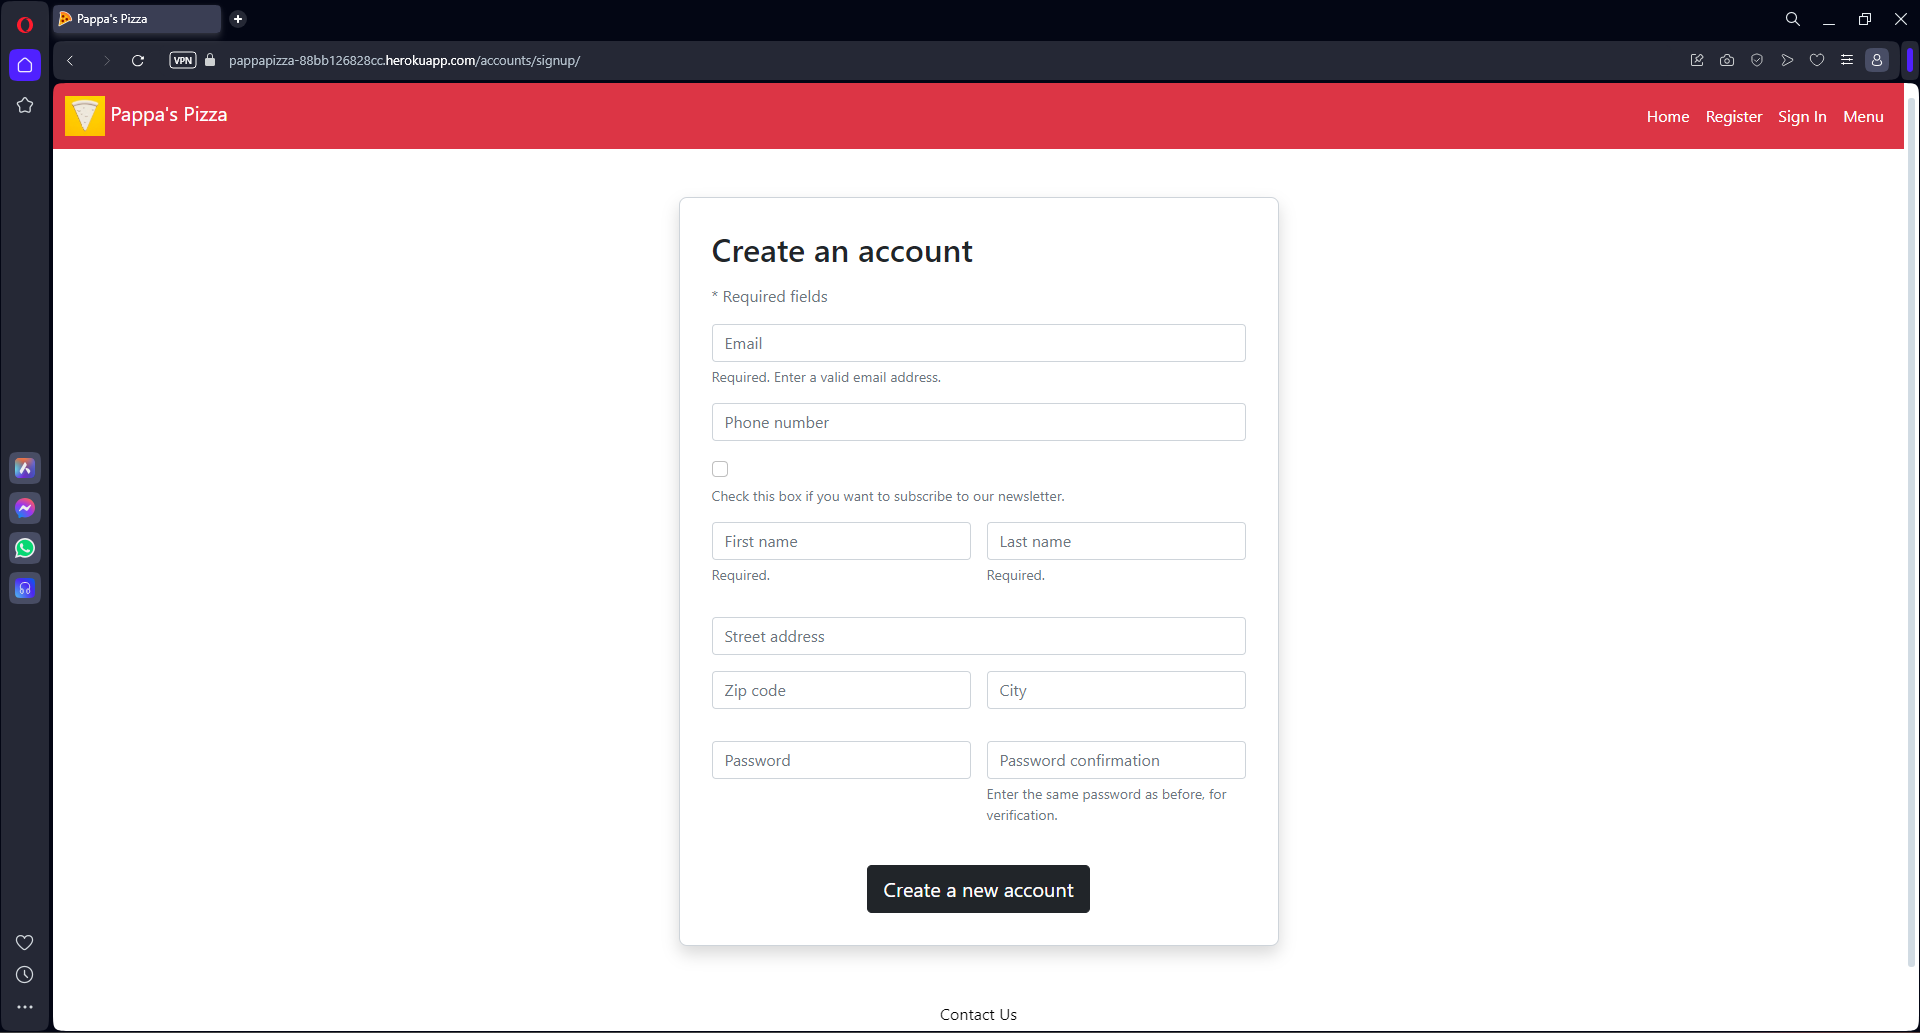 Pappa's Pizza
VPN
pappapizza-88bb126828cc.herokuapp.com/accounts/signup/
Pappa's Pizza
Home Register Sign In Menu
Create an account
* Required fields
Email
Required. Enter a valid email address.
Phone number
Check this box if you want to subscribe to our newsletter.
First name Last name
Required. Required.
Street address
Zip code City
Password Password confirmation
Enter the same password as before, for
verification.
Create a new account
Contact Us